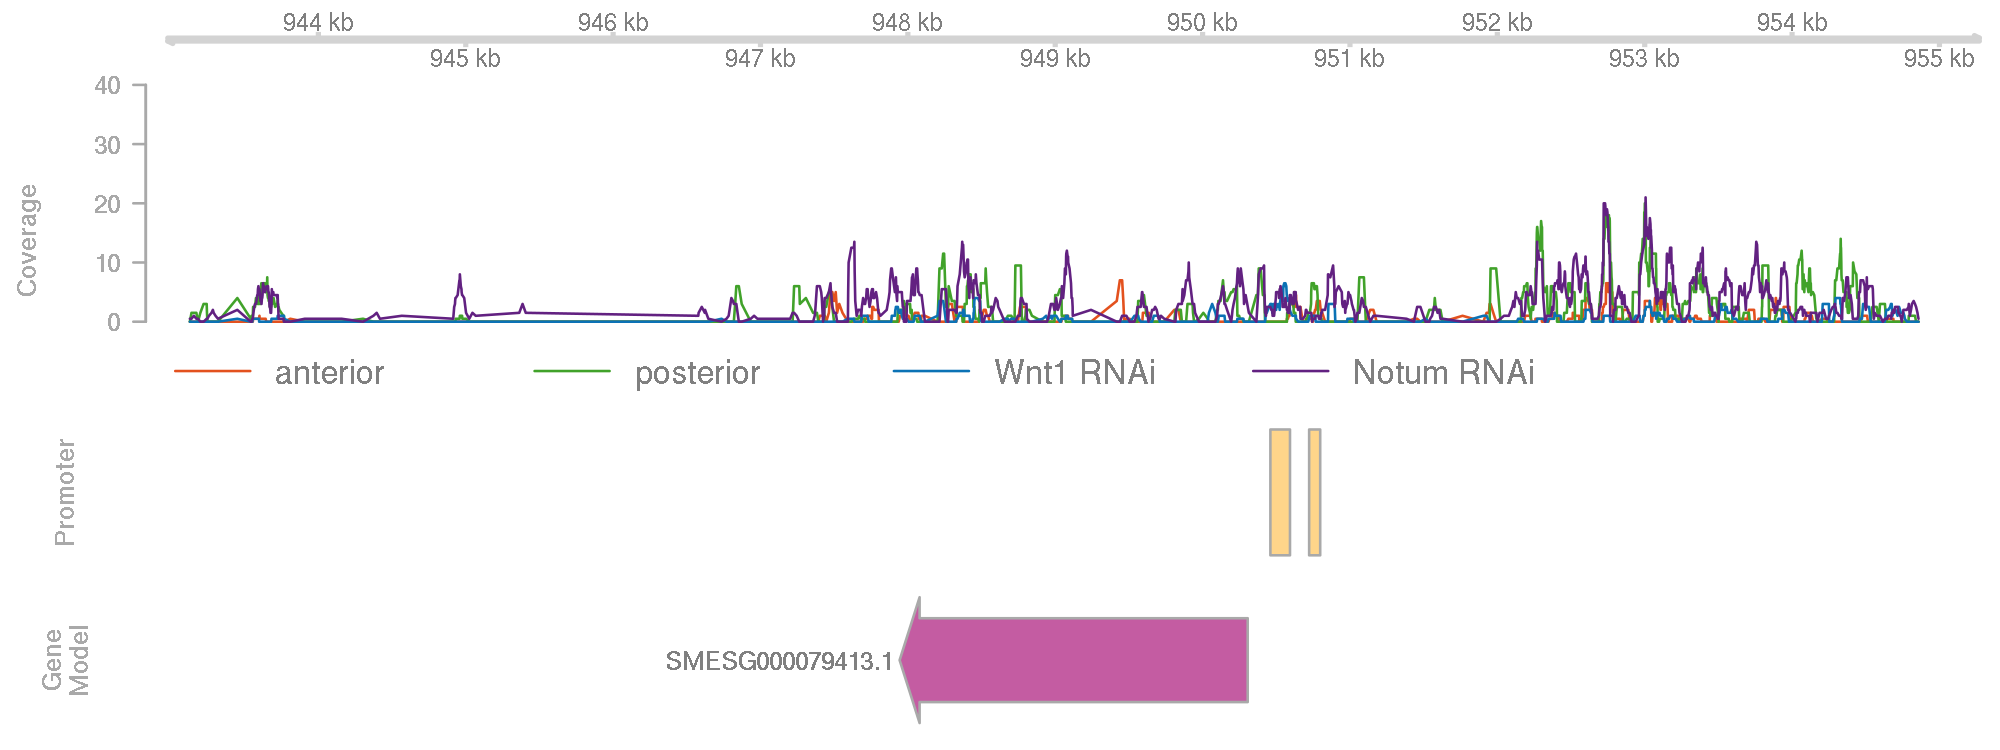 944 kb 946 kb 948 kb 950 kb 952 kb 954 kb
945 kb 947 kb 949 kb 951 kb 953 kb 955 kb
40
30
20
10
0
Coverage
anterior posterior Wnt1 RNAi Notum RNAi
Promoter
Gene
Model
SMESG000079413.1